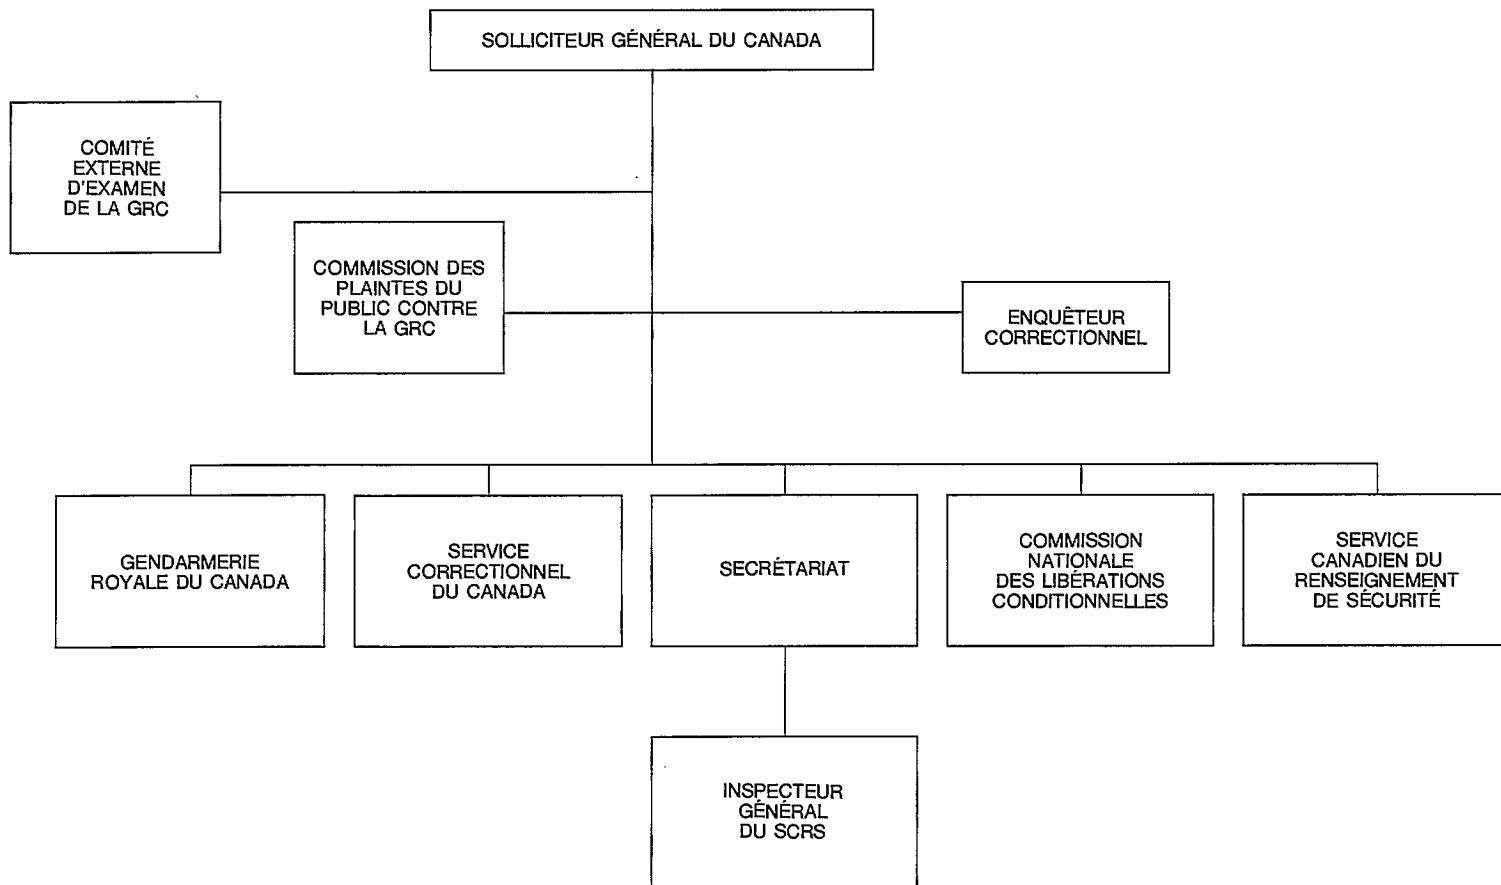 SOLLICITEUR GÉNÉRAL DU CANADA
COMITÉ
EXTERNE
D'EXAMEN
DE LA GRC
COMMISSION DES
PLAINTES DU
PUBLIC CONTRE
LA GRC
ENQUÊTEUR
CORRECTIONNEL
GENDARMERIE
ROYALE DU CANADA
SERVICE
CORRECTIONNEL
DU CANADA
SECRÉTARIAT
COMMISSION
NATIONALE
DES LIBÉRATIONS
CONDITIONNELLES
SERVICE
CANADIEN DU
RENSEIGNEMENT
DE SÉCURITÉ
INSPECTEUR
GÉNÉRAL
DU SCRS